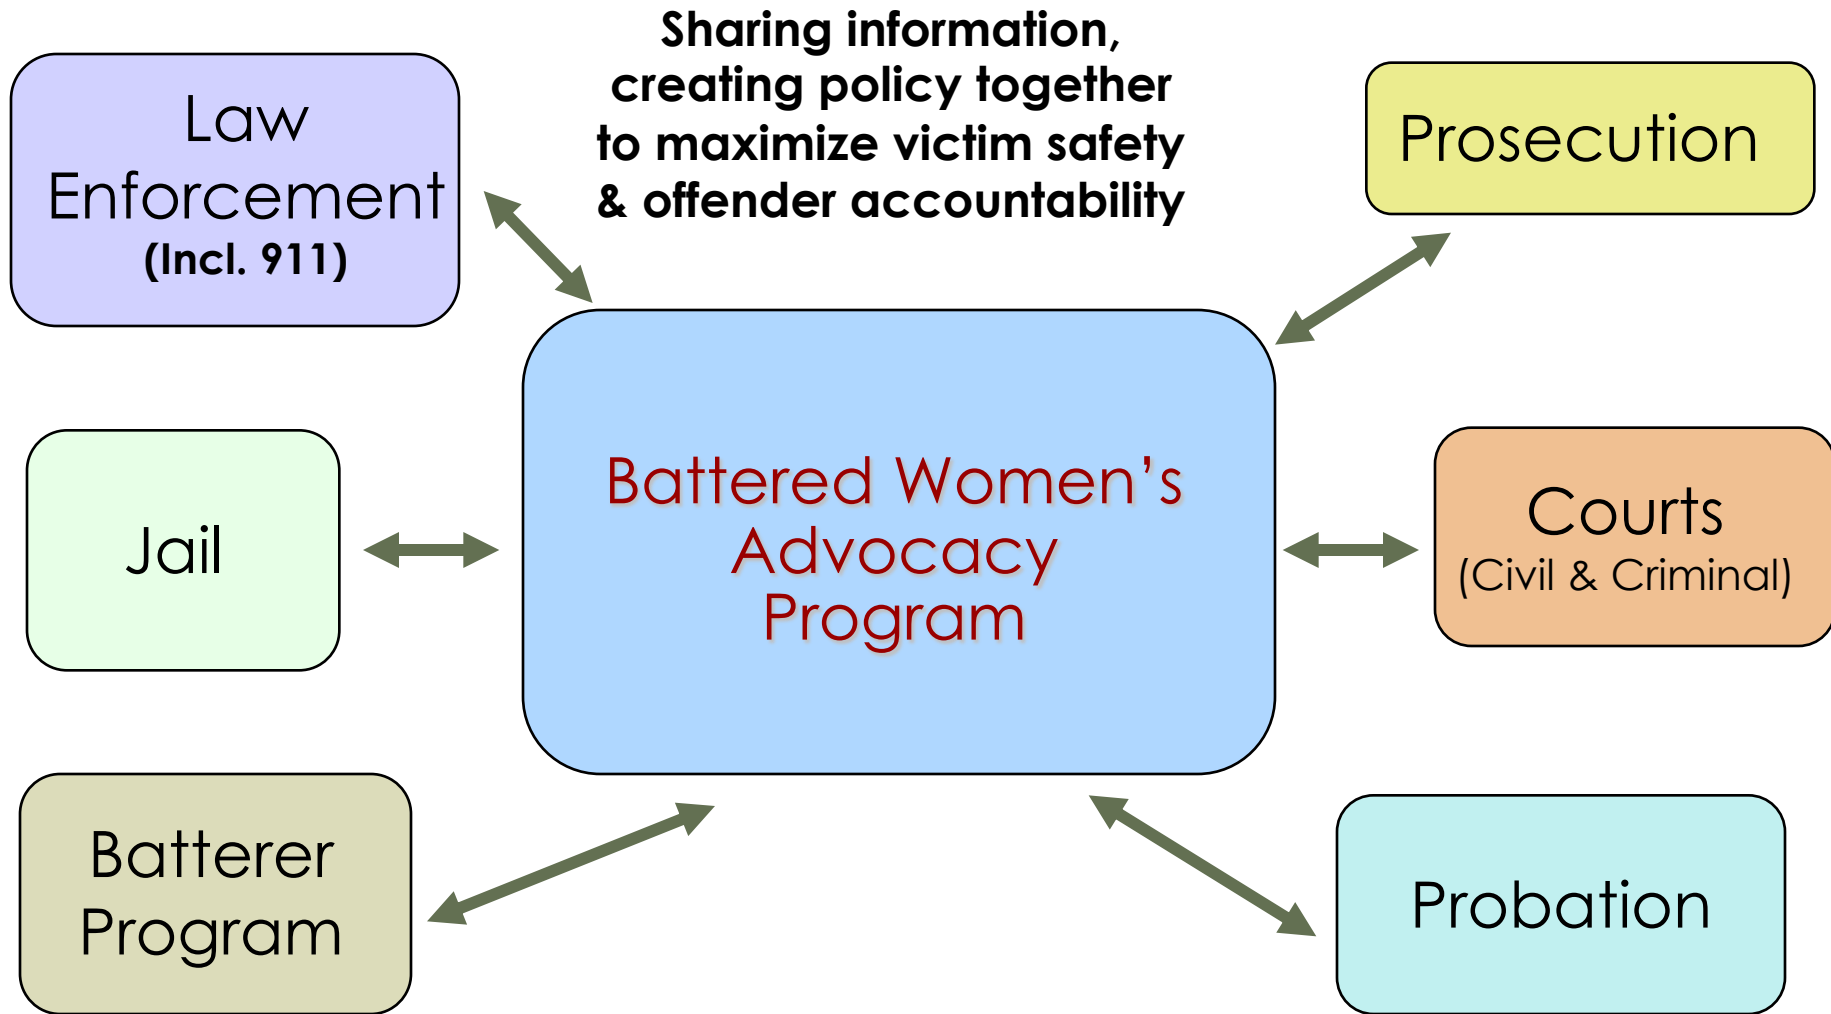 Sharing information,
creating policy together
to maximize victim safety
& offender accountability
Law
Enforcement
(Incl. 911)
Prosecution
Battered Women’s
Advocacy
Program
Jail
Courts
(Civil & Criminal)
Batterer
Program
Probation